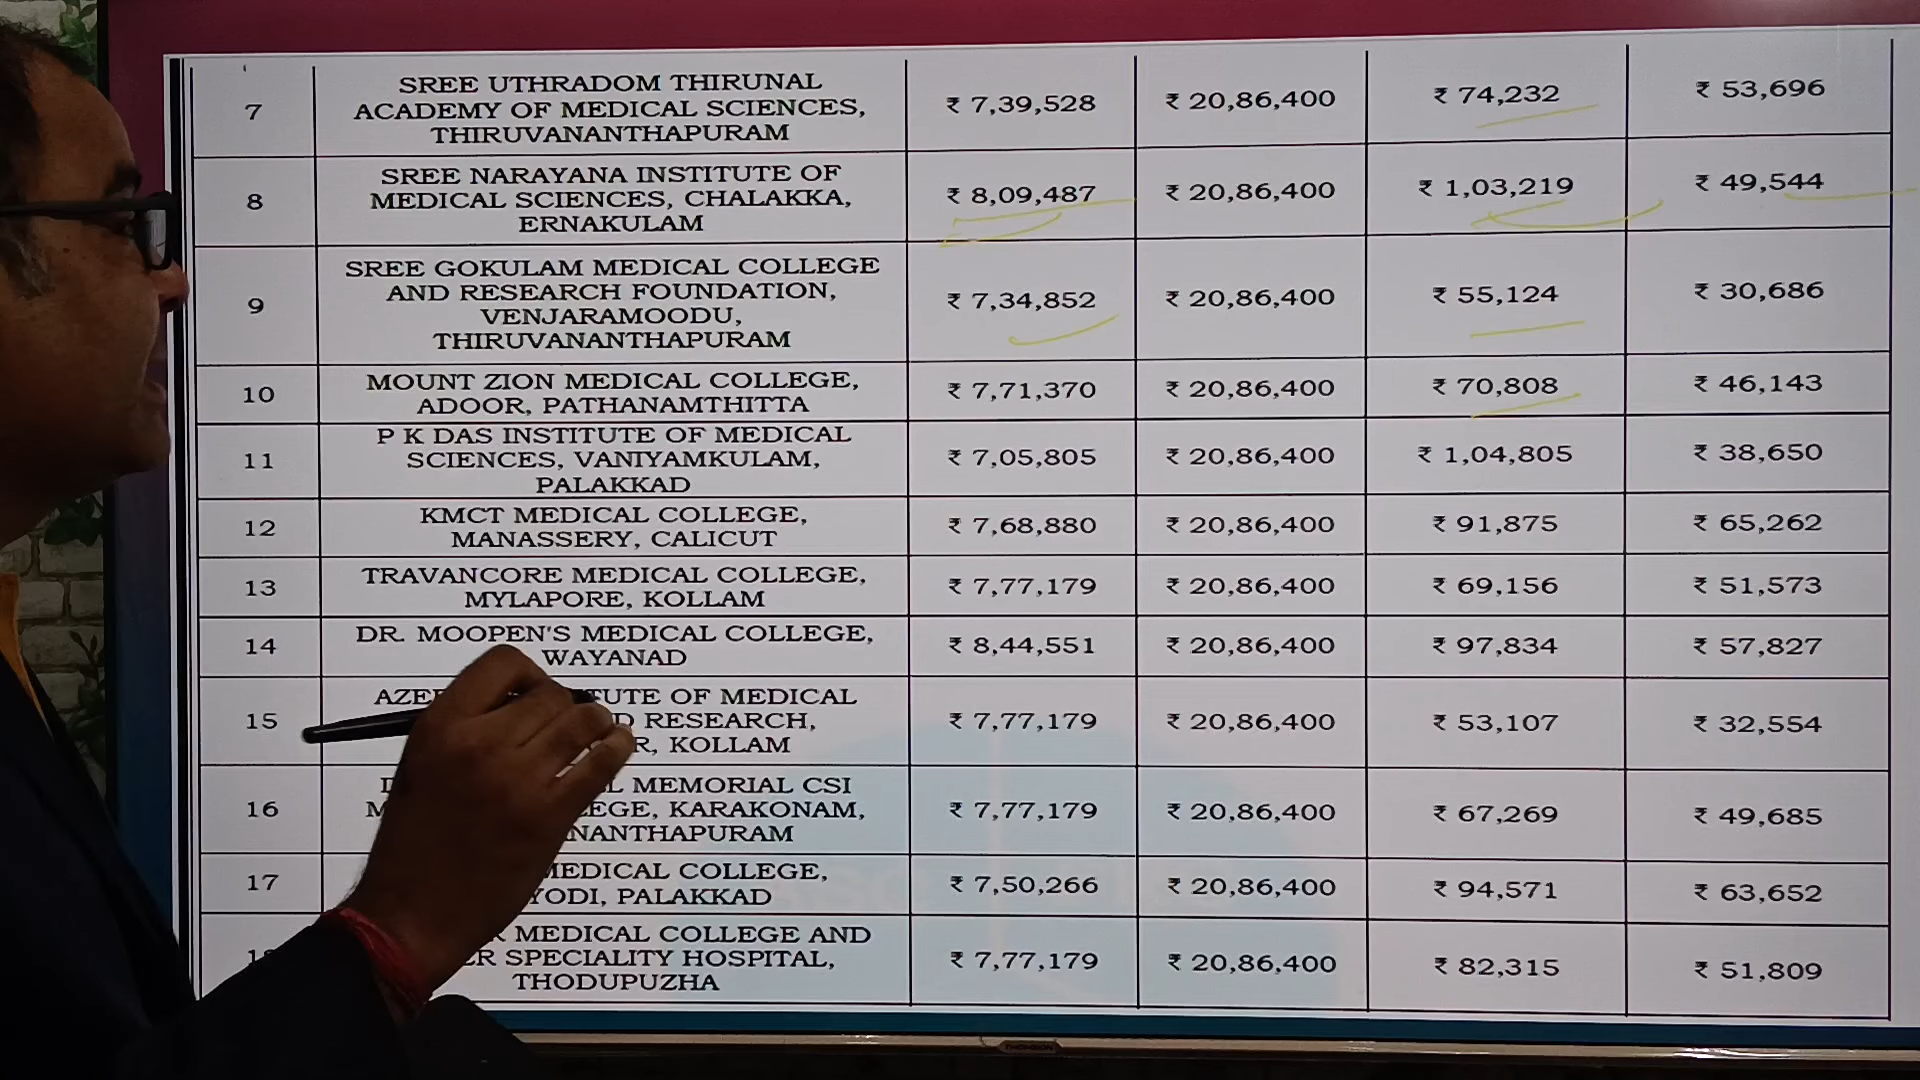 7
SREE UTHRADOM THIRUNAL
ACADEMY OF MEDICAL SCIENCES,
THIRUVANANTHAPURAM
₹ 7,39,528
₹ 20,86,400
₹ 74,232
₹ 53,696
8
SREE NARAYANA INSTITUTE OF
MEDICAL SCIENCES, CHALAKKA,
ERNAKULAM
₹ 8,09,487
₹ 20,86,400
₹ 1,03,219
₹ 49,544
9
SREE GOKULAM MEDICAL COLLEGE
AND RESEARCH FOUNDATION,
VENJARAMOODU,
THIRUVANANTHAPURAM
₹ 7,34,852
₹ 20,86,400
₹ 55,124
₹ 30,686
10
MOUNT ZION MEDICAL COLLEGE,
ADOOR, PATHANAMTHITTA
₹ 7,71,370
₹ 20,86,400
₹ 70,808
₹ 46,143
11
P K DAS INSTITUTE OF MEDICAL
SCIENCES, VANIYAMKULAM,
PALAKKAD
₹ 7,05,805
₹ 20,86,400
₹ 1,04,805
₹ 38,650
12
KMCT MEDICAL COLLEGE,
MANASSERY, CALICUT
₹ 7,68,880
₹ 20,86,400
₹ 91,875
₹ 65,262
13
TRAVANCORE MEDICAL COLLEGE,
MYLAPORE, KOLLAM
₹ 7,77,179
₹ 20,86,400
₹ 69,156
₹ 51,573
14
DR. MOOPEN'S MEDICAL COLLEGE,
WAYANAD
₹ 8,44,551
₹ 20,86,400
₹ 97,834
₹ 57,827
15
OF MEDICAL
RESEARCH,
KOLLAM
₹ 7,77,179
₹ 20,86,400
₹ 53,107
₹ 32,554
16
MEMORIAL CSI
KARAKONAM,
₹ 7,77,179
₹ 20,86,400
₹ 67,269
₹ 49,685
17
MEDICAL COLLEGE,
PALAKKAD
₹ 7,50,266
₹ 20,86,400
₹ 94,571
₹ 63,652
MEDICAL COLLEGE AND
SPECIALITY HOSPITAL,
THODUPUZHA
₹ 7,77,179
₹ 20,86,400
₹ 82,315
₹ 51,809
THOMSON